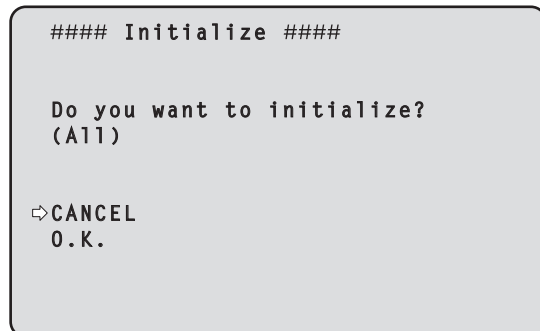 #### Initialize ####
Do you want to initialize?
(All)
⇨CANCEL
O.K.